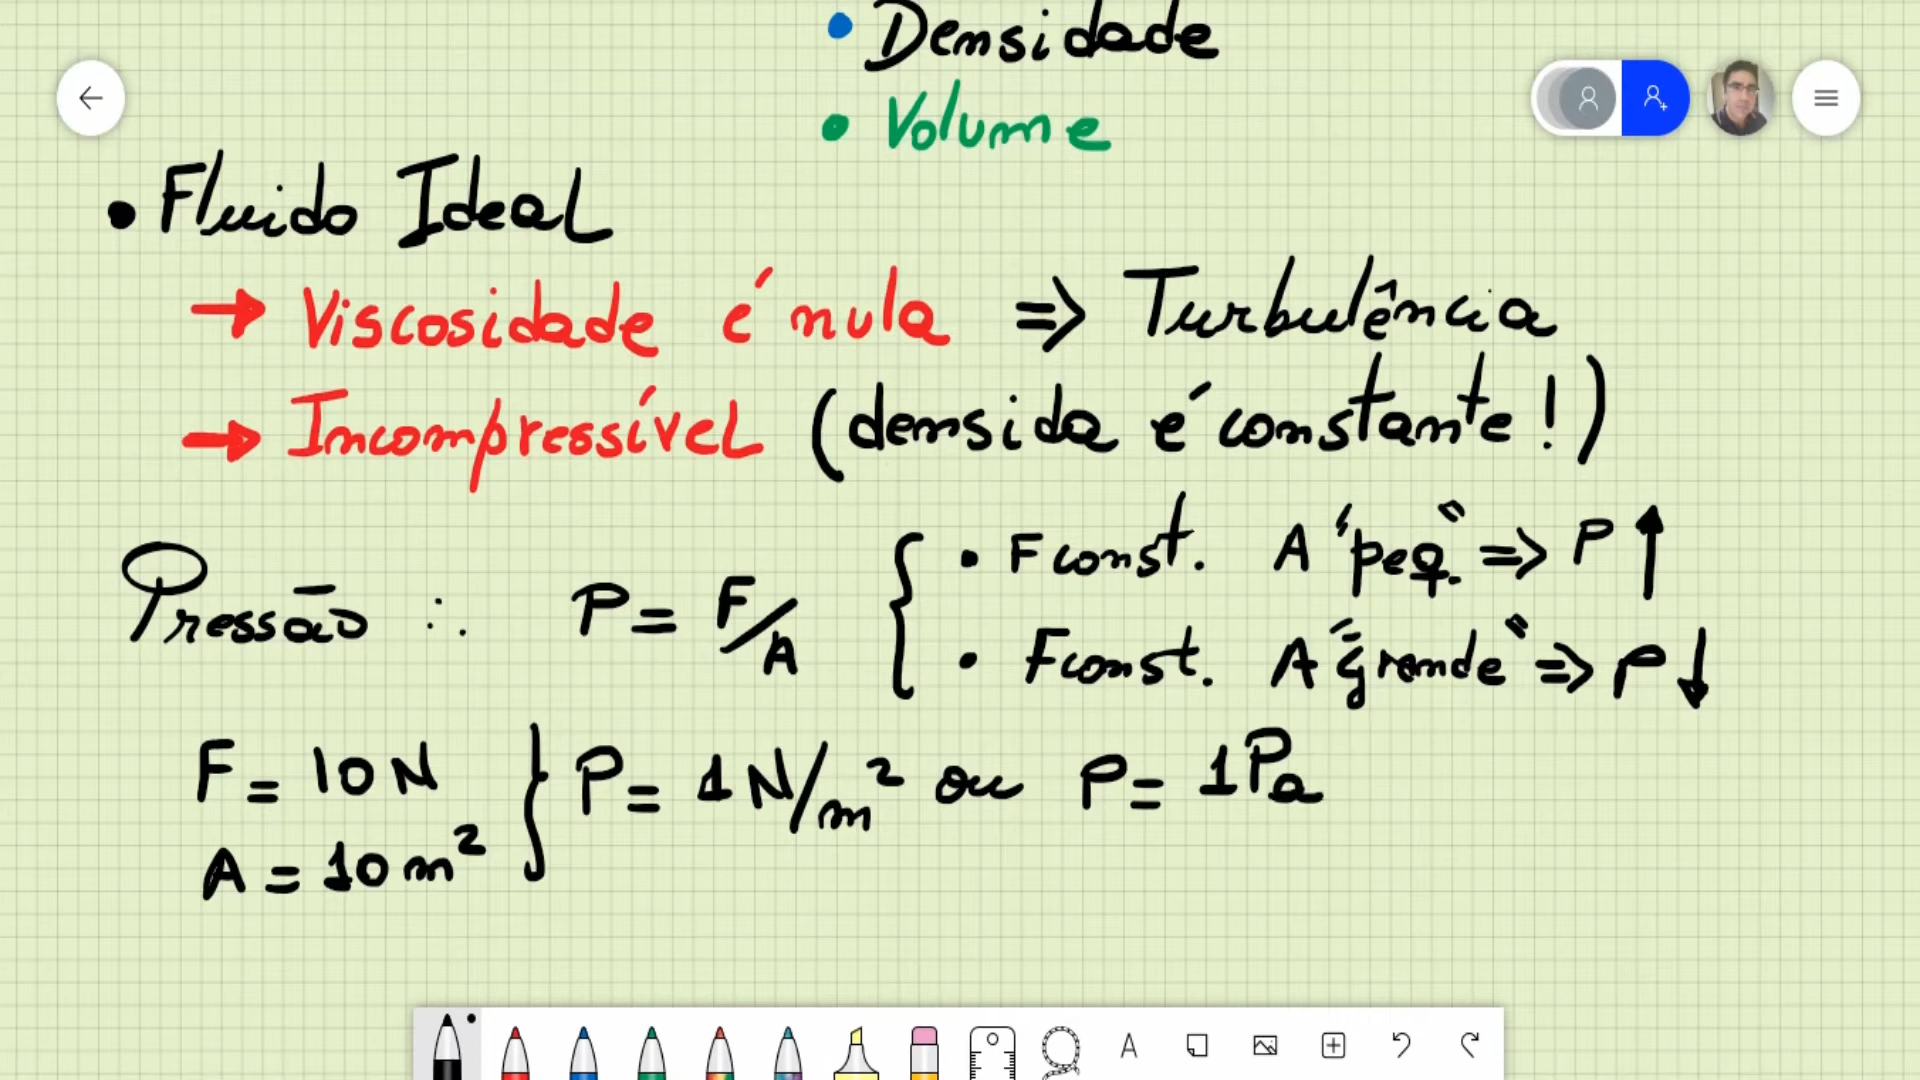 • Densidade
• Volume
• Fluido Ideal
→ Viscosidade é nula => Turbulência
→ Incompressível (densida é constante!)
Pressão ∴ P = F/A { • F const. A "peq." => P ↑
• F const. A "grande" => P ↓
F = 10 N } P = 1 N/m² ou P = 1 Pa
A = 10 m²
A